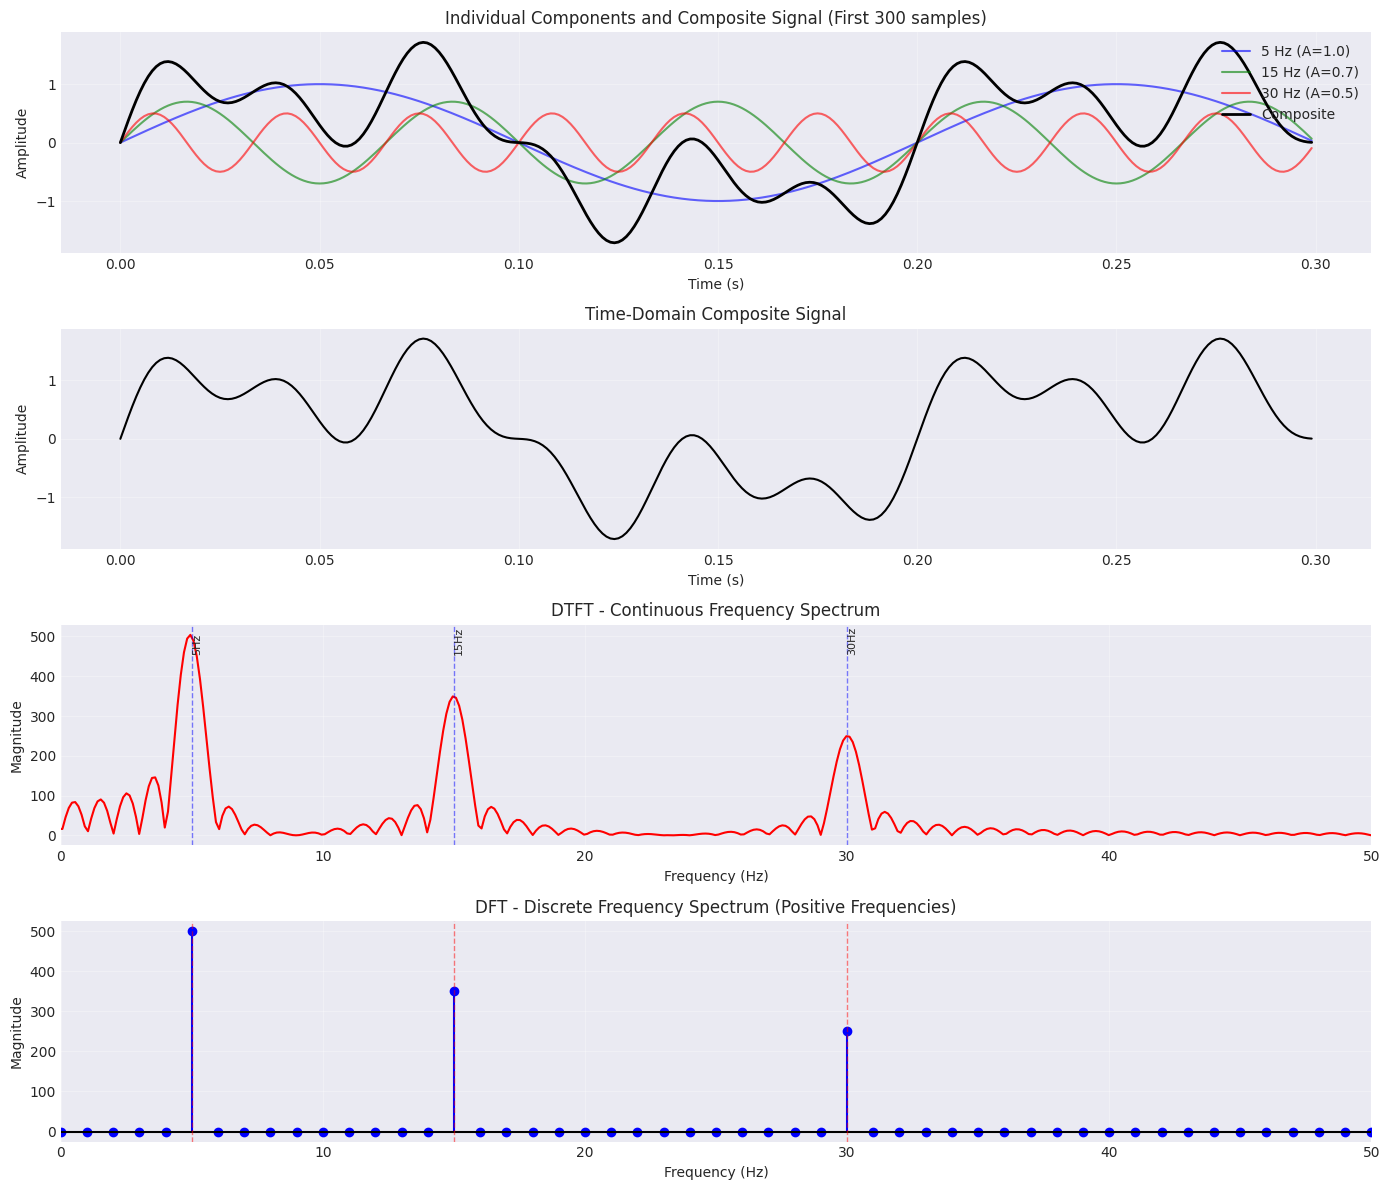 Individual Components and Composite Signal (First 300 samples)
Amplitude
1
0
−1
5 Hz (A=1.0)
15 Hz (A=0.7)
30 Hz (A=0.5)
Composite
0.00 0.05 0.10 0.15 0.20 0.25 0.30
Time (s)
Time-Domain Composite Signal
Amplitude
1
0
−1
0.00 0.05 0.10 0.15 0.20 0.25 0.30
Time (s)
DTFT - Continuous Frequency Spectrum
Magnitude
500
400
300
200
100
0
5Hz
15Hz
30Hz
0 10 20 30 40 50
Frequency (Hz)
DFT - Discrete Frequency Spectrum (Positive Frequencies)
Magnitude
500
400
300
200
100
0
0 10 20 30 40 50
Frequency (Hz)